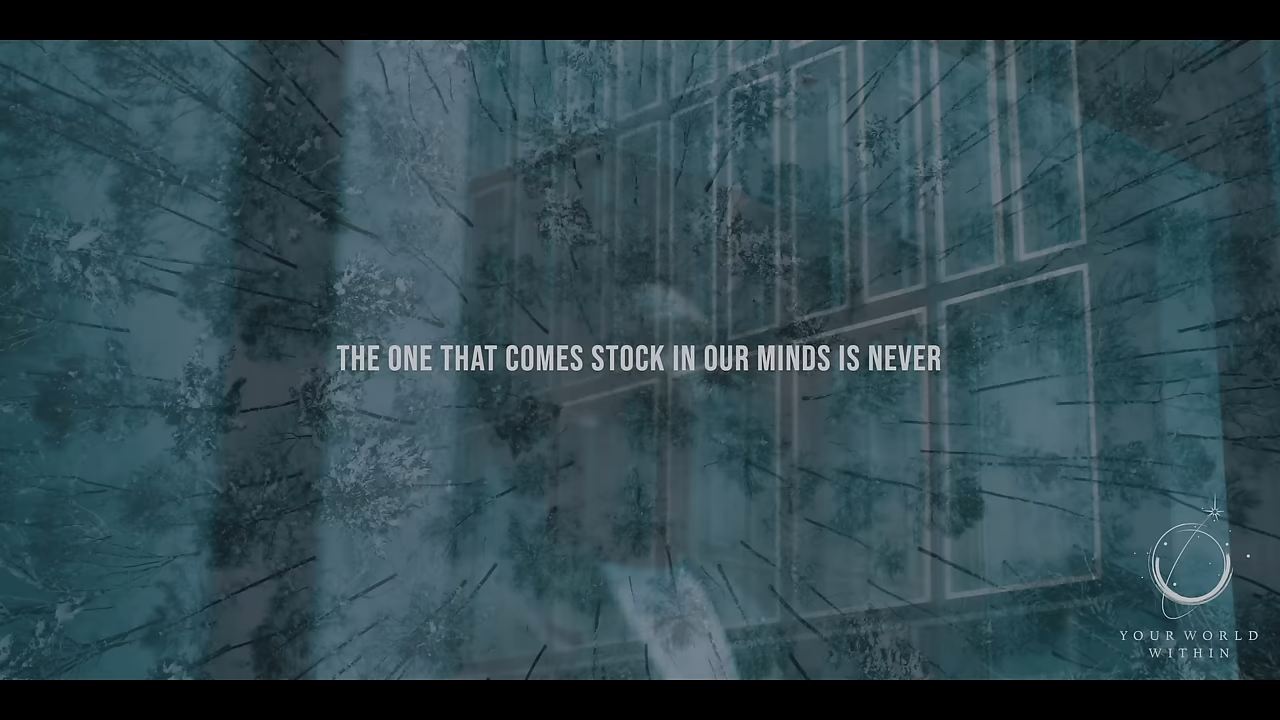 THE ONE THAT COMES STOCK IN OUR MINDS IS NEVER
YOUR WORLD
WITHIN